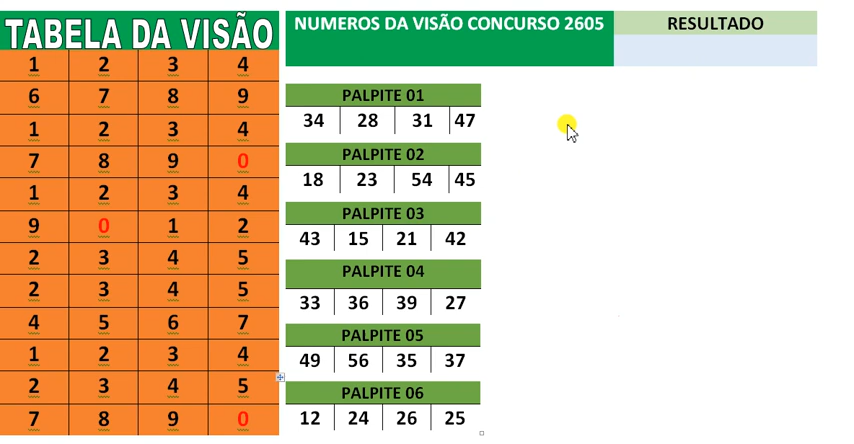 TABELA DA VISÃO
1 2 3 4
6 7 8 9
1 2 3 4
7 8 9 0
1 2 3 4
9 0 1 2
2 3 4 5
2 3 4 5
4 5 6 7
1 2 3 4
2 3 4 5
7 8 9 0
NUMEROS DA VISÃO CONCURSO 2605
RESULTADO
PALPITE 01
34 28 31 47
PALPITE 02
18 23 54 45
PALPITE 03
43 15 21 42
PALPITE 04
33 36 39 27
PALPITE 05
49 56 35 37
PALPITE 06
12 24 26 25